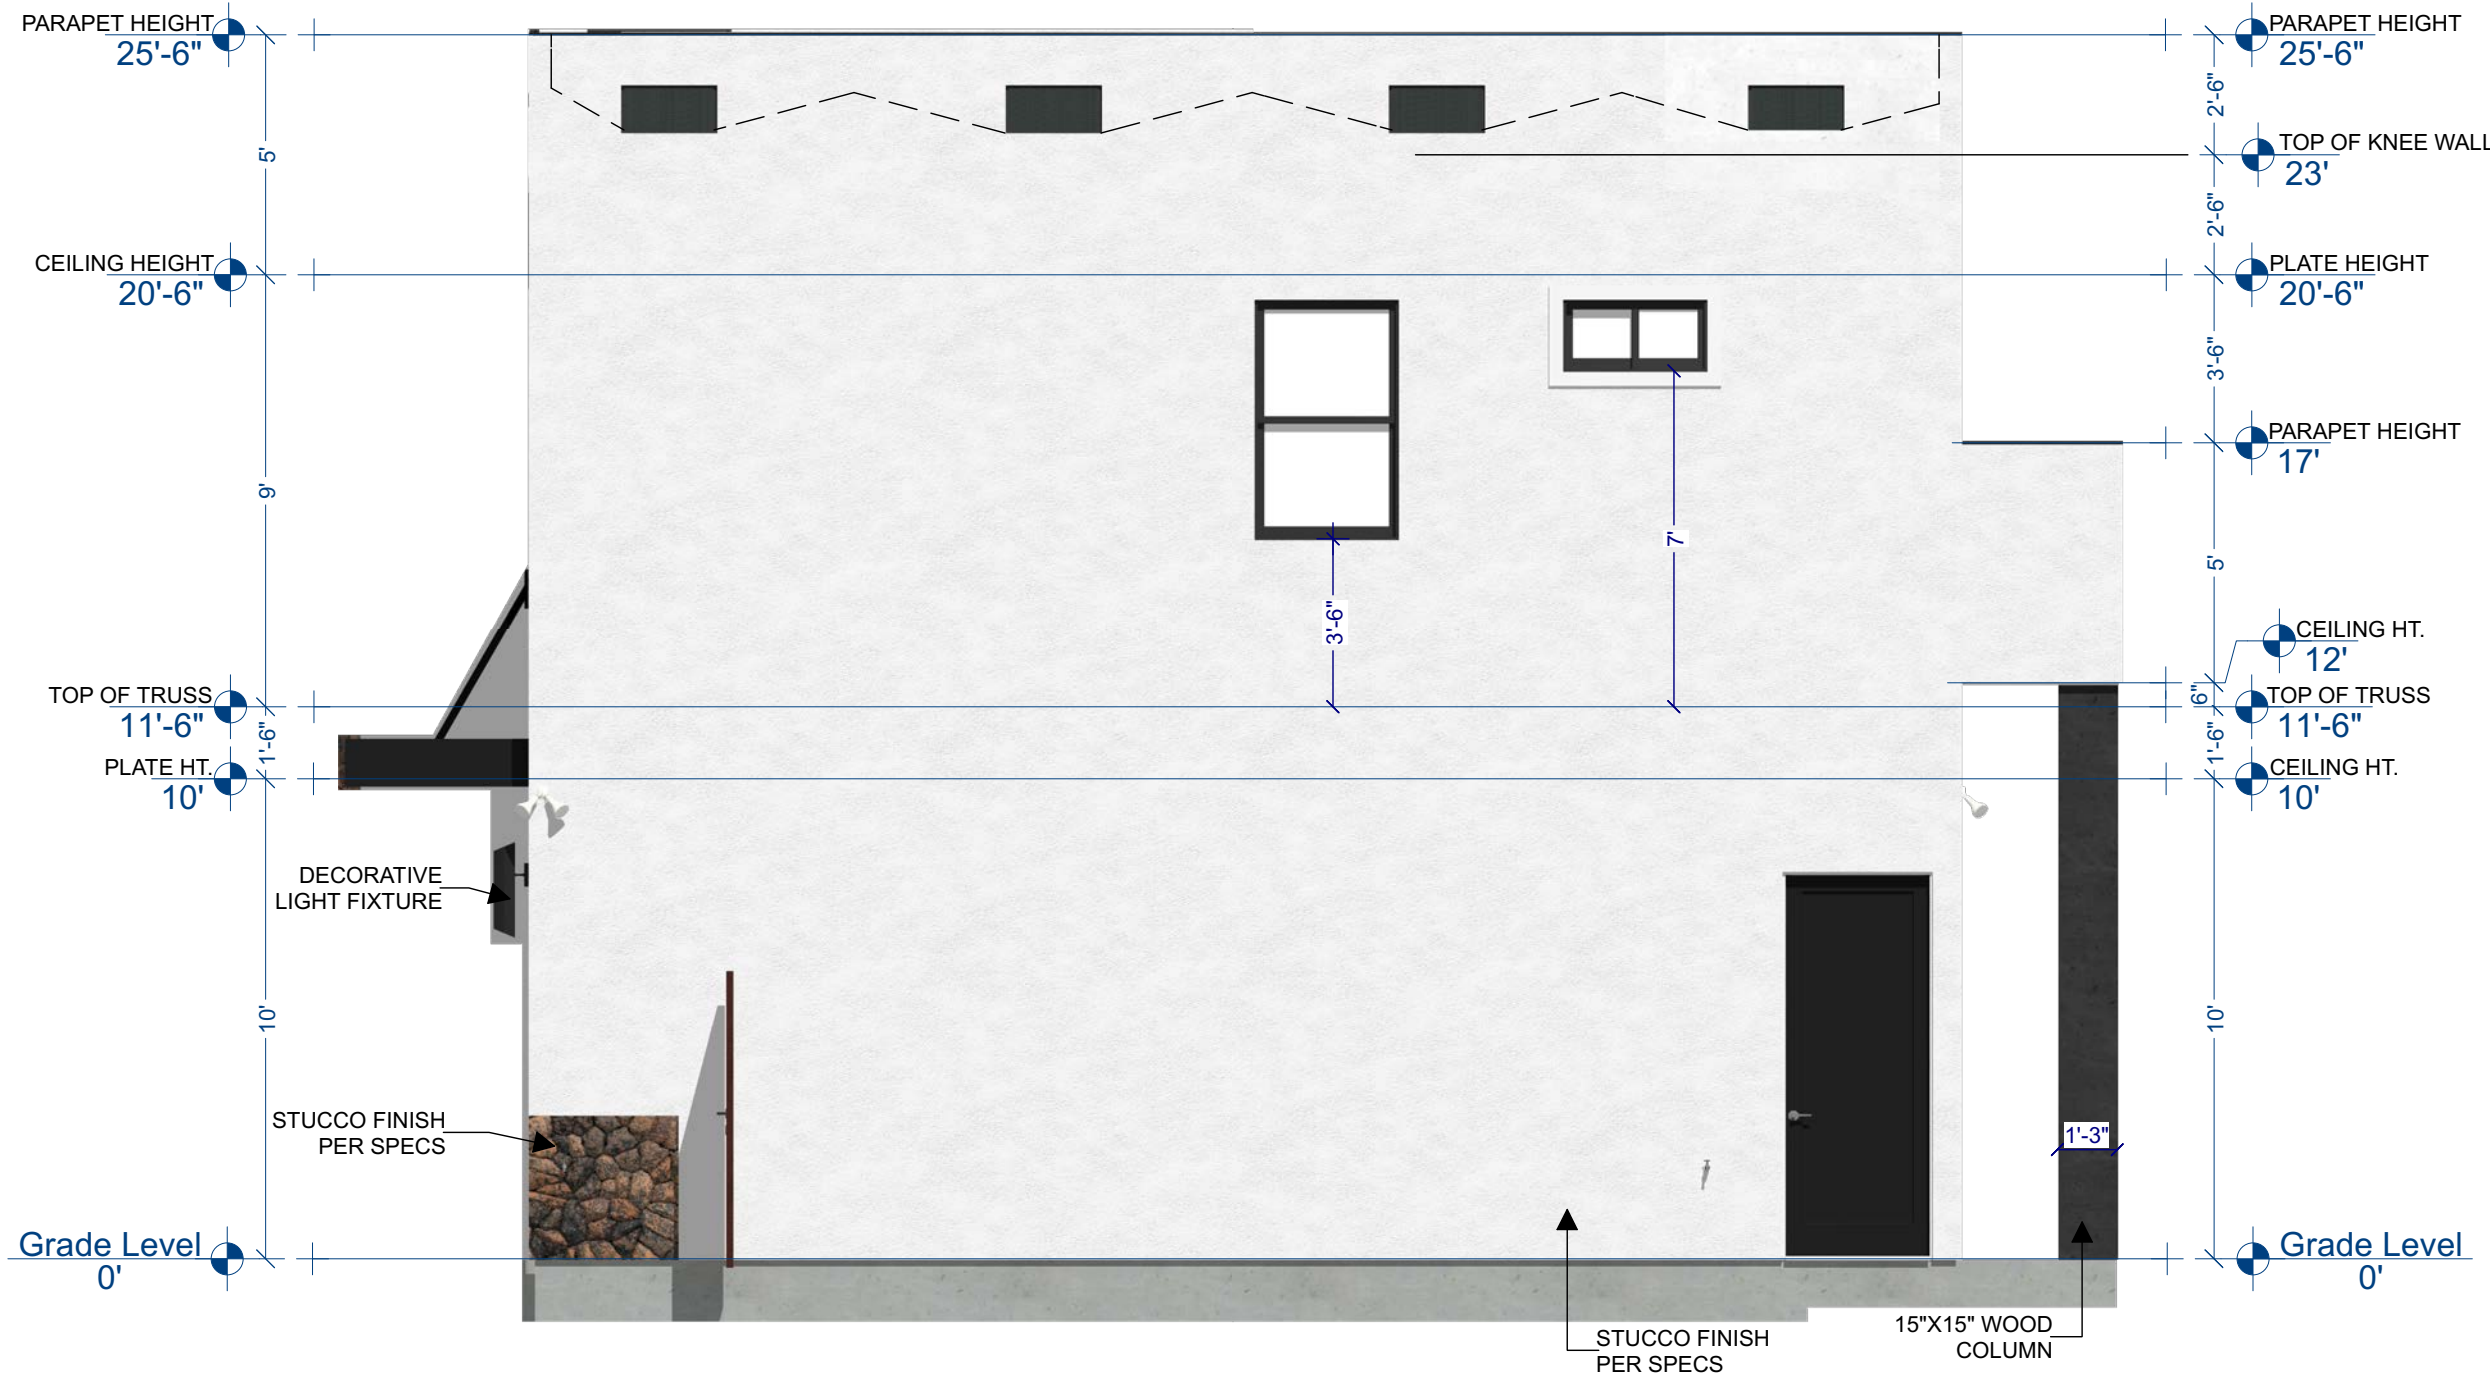 PARAPET HEIGHT
25'-6"
5'
CEILING HEIGHT
20'-6"
9'
TOP OF TRUSS
11'-6"
1'-6"
PLATE HT.
10'
DECORATIVE
LIGHT FIXTURE
10'
STUCCO FINISH
PER SPECS
Grade Level
0'
3'-6"
7'
1'-3"
STUCCO FINISH
PER SPECS
15"X15" WOOD
COLUMN
PARAPET HEIGHT
25'-6"
2'-6"
TOP OF KNEE WALL
23'
2'-6"
PLATE HEIGHT
20'-6"
3'-6"
PARAPET HEIGHT
17'
5'
CEILING HT.
12'
6"
TOP OF TRUSS
11'-6"
1'-6"
CEILING HT.
10'
10'
Grade Level
0'